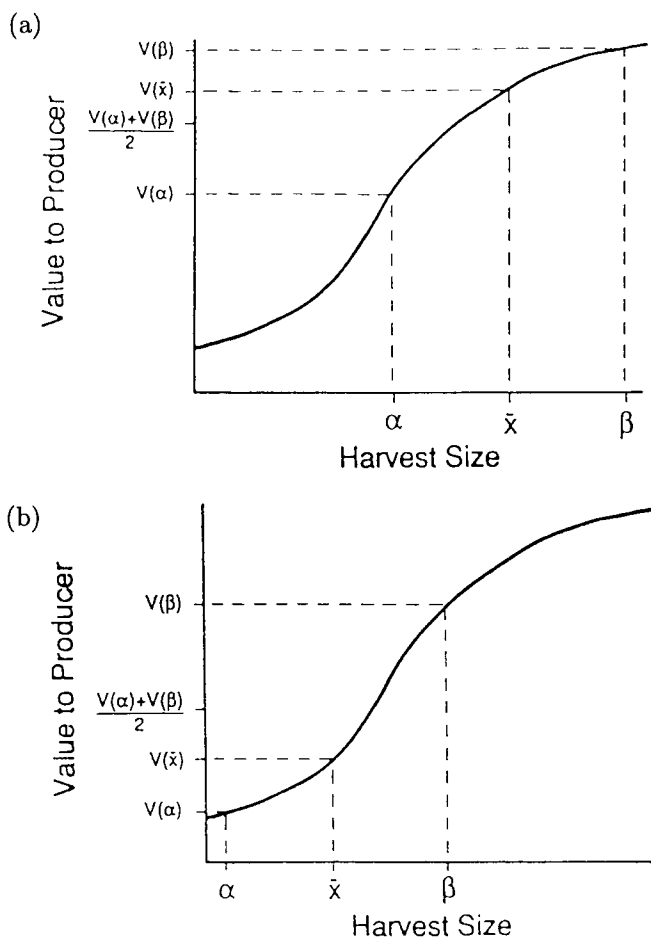 (a)
Value to Producer
V(β)
V(x̄)
V(α)+V(β)
2
V(α)
α x̄ β
Harvest Size
(b)
Value to Producer
V(β)
V(α)+V(β)
2
V(x̄)
V(α)
α x̄ β
Harvest Size